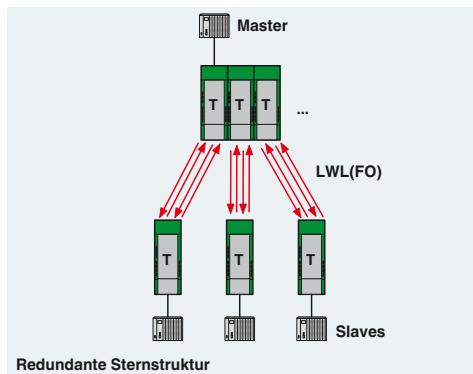 Master
T T T
...
LWL(FO)
T T T
Slaves
Redundante Sternstruktur